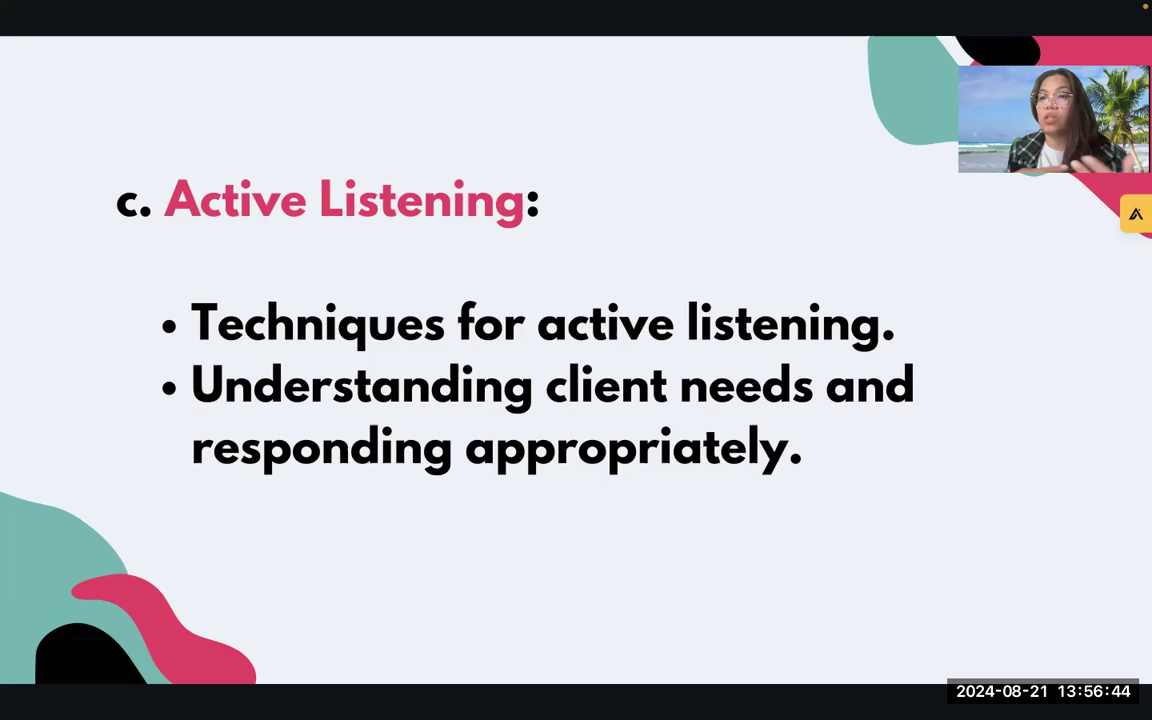 c. Active Listening:
• Techniques for active listening.
• Understanding client needs and
responding appropriately.
2024-08-21 13:56:44